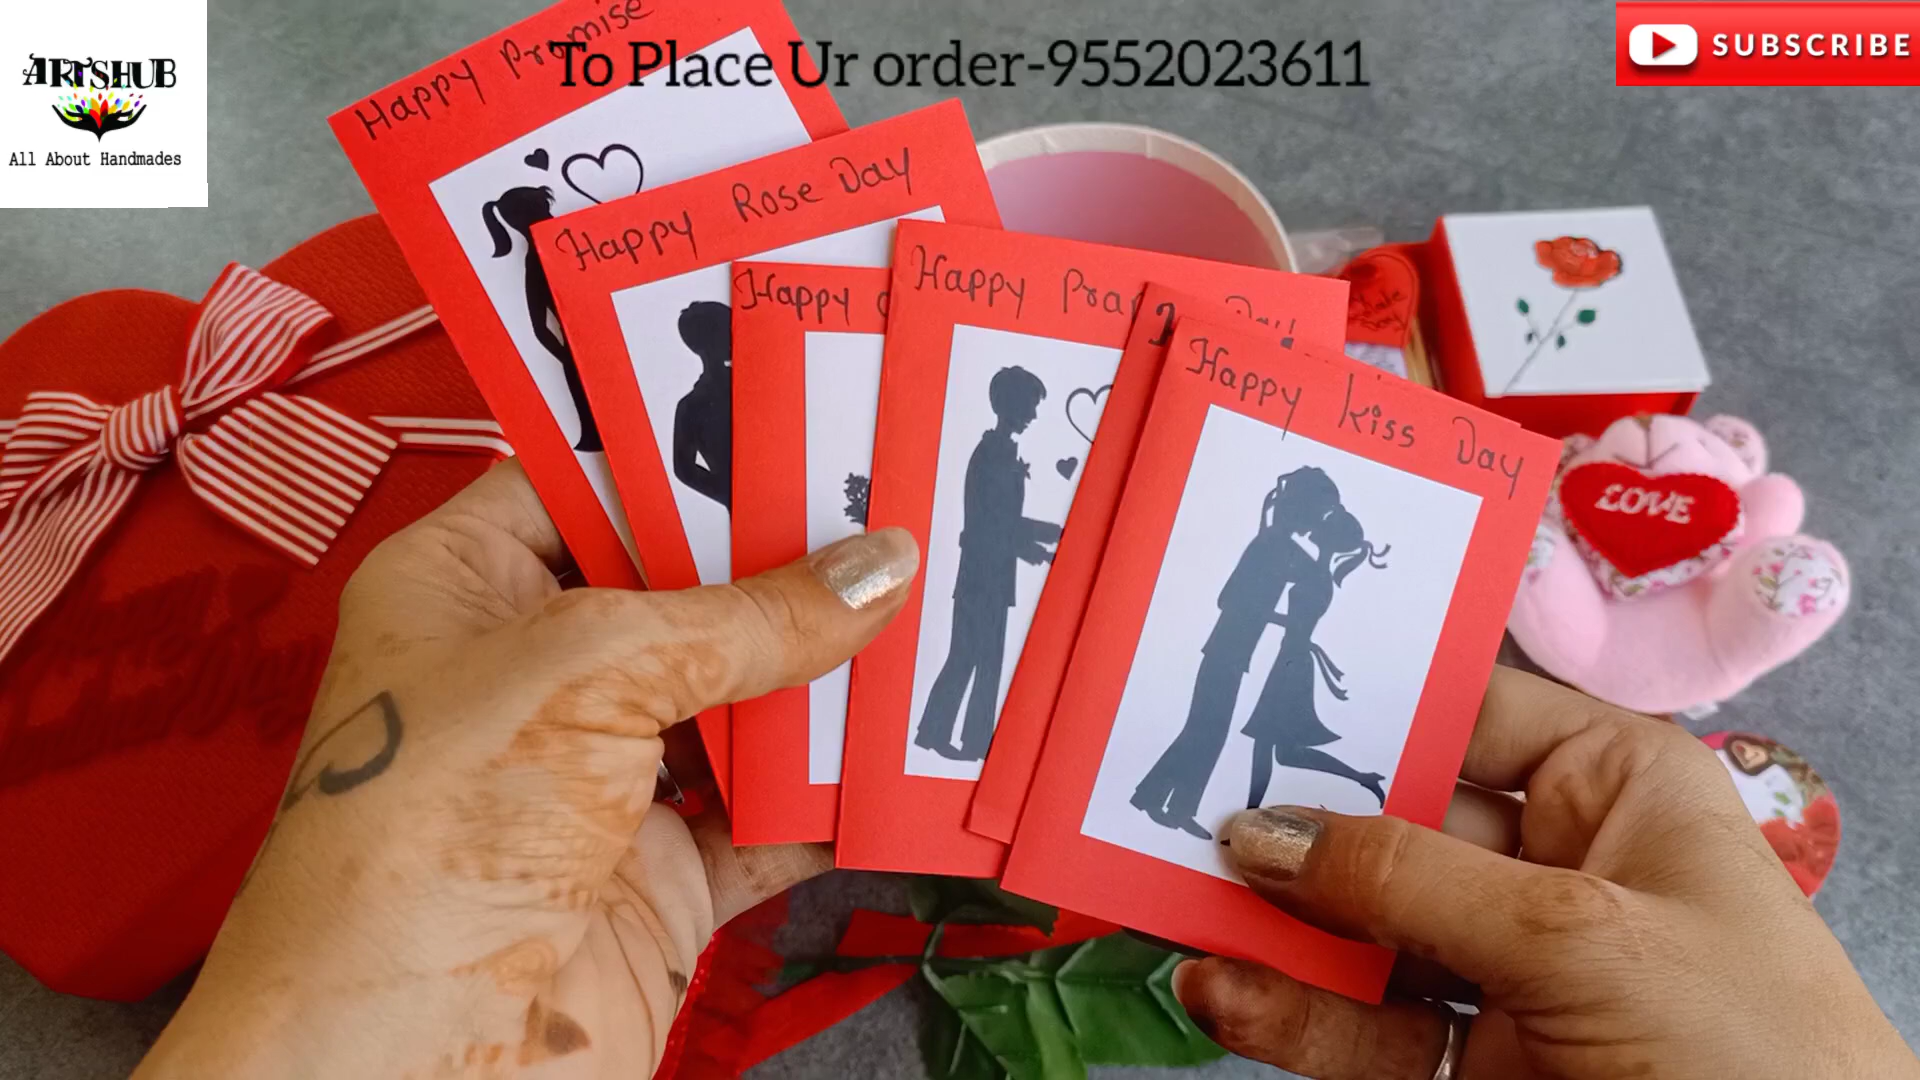 ARTSHUB
All About Handmades
To Place Ur order-9552023611
SUBSCRIBE
Happy Promise
Happy Rose Day
Happy
Happy
Day
Happy Kiss Day
LOVE